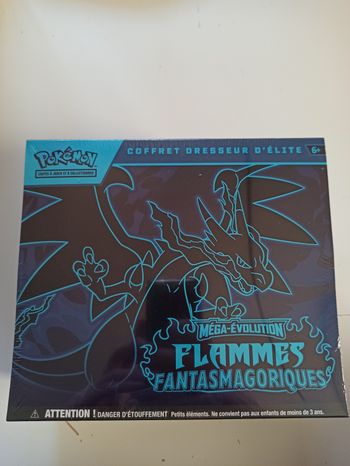 POKÉMON
CARTES À JOUER ET À COLLECTIONNER
COFFRET DRESSEUR D'ÉLITE
6+
MÉGA-ÉVOLUTION
FLAMMES
FANTASMAGORIQUES
ATTENTION ! DANGER D'ÉTOUFFEMENT Petits éléments. Ne convient pas aux enfants de moins de 3 ans.